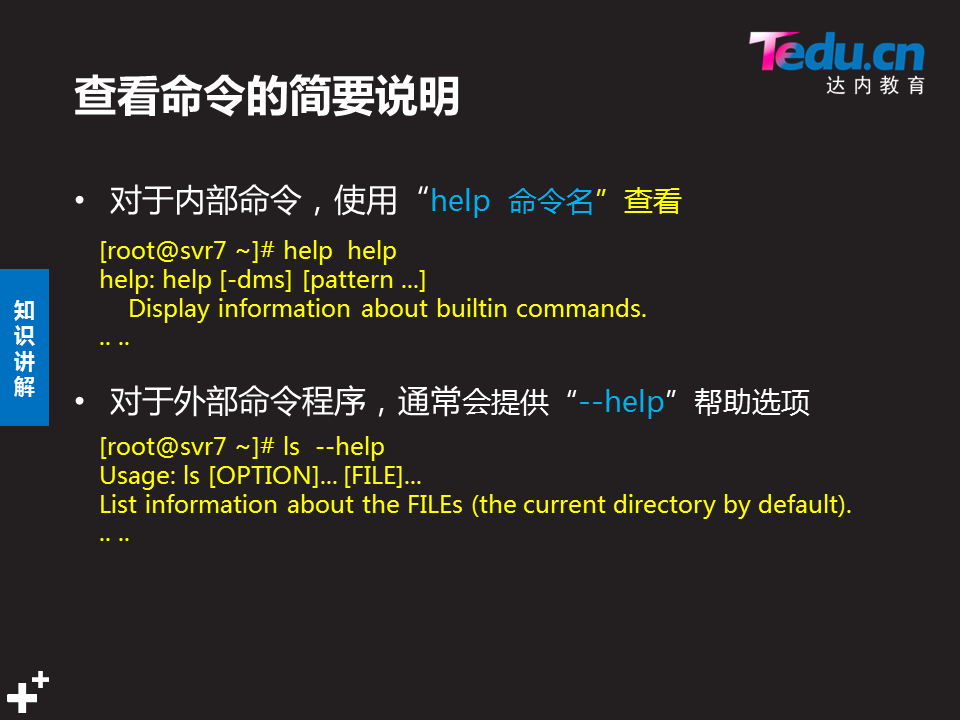 Tedu.cn
达内教育
查看命令的简要说明
• 对于内部命令，使用“help 命令名”查看
[root@svr7 ~]# help  help
help: help [-dms] [pattern ...]
    Display information about builtin commands.
.. ..
知识讲解
• 对于外部命令程序，通常会提供“--help”帮助选项
[root@svr7 ~]# ls  --help
Usage: ls [OPTION]... [FILE]...
List information about the FILEs (the current directory by default).
.. ..